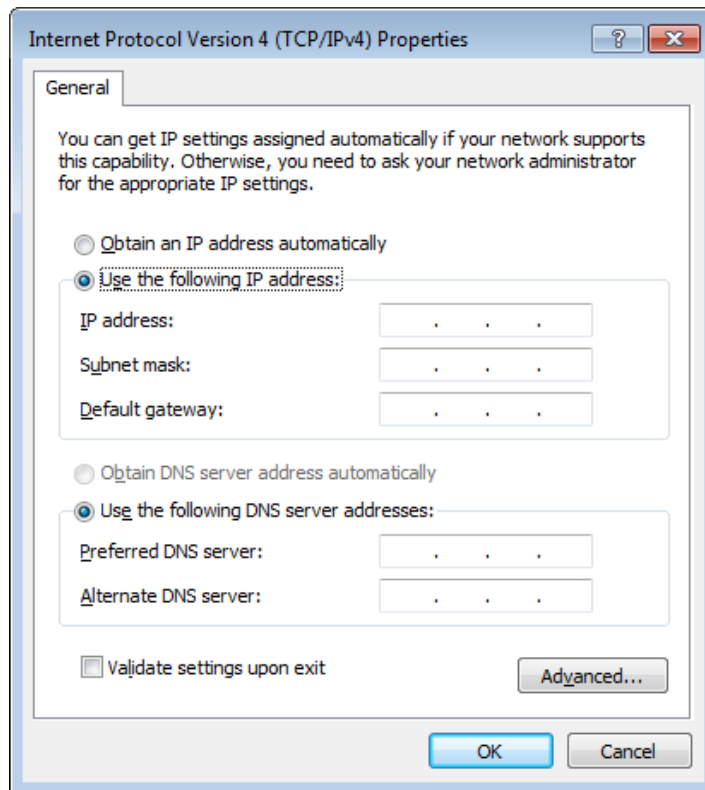 Internet Protocol Version 4 (TCP/IPv4) Properties
?
General
You can get IP settings assigned automatically if your network supports
this capability. Otherwise, you need to ask your network administrator
for the appropriate IP settings.
Obtain an IP address automatically
Use the following IP address:
IP address: . . .
Subnet mask: . . .
Default gateway: . . .
Obtain DNS server address automatically
Use the following DNS server addresses:
Preferred DNS server: . . .
Alternate DNS server: . . .
Validate settings upon exit
Advanced...
OK Cancel